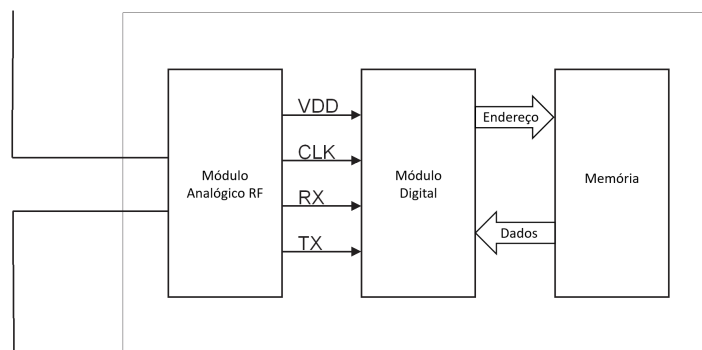 VDD
CLK
RX
TX
Módulo
Analógico RF
Módulo
Digital
Endereço
Dados
Memória